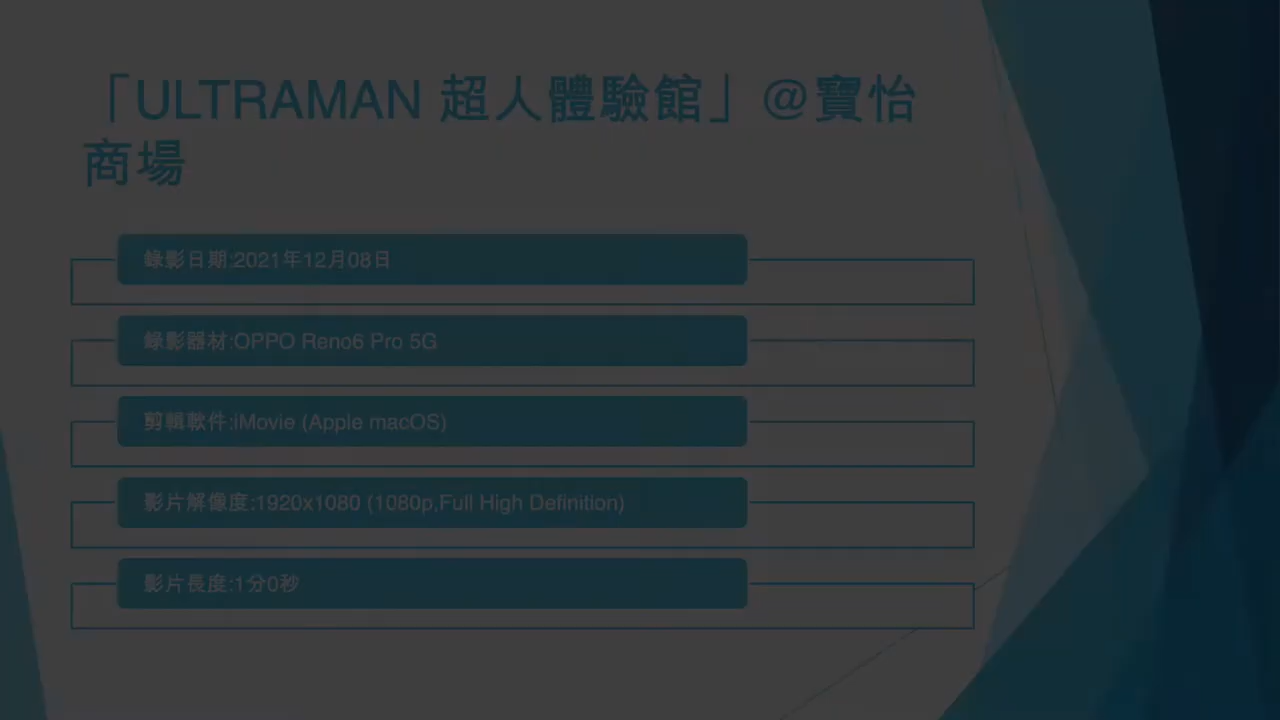 「ULTRAMAN 超人體驗館」@寶怡
商場
錄影日期:2021年12月08日
錄影器材:OPPO Reno6 Pro 5G
剪輯軟件:iMovie (Apple macOS)
影片解像度:1920x1080 (1080p,Full High Definition)
影片長度:1分0秒